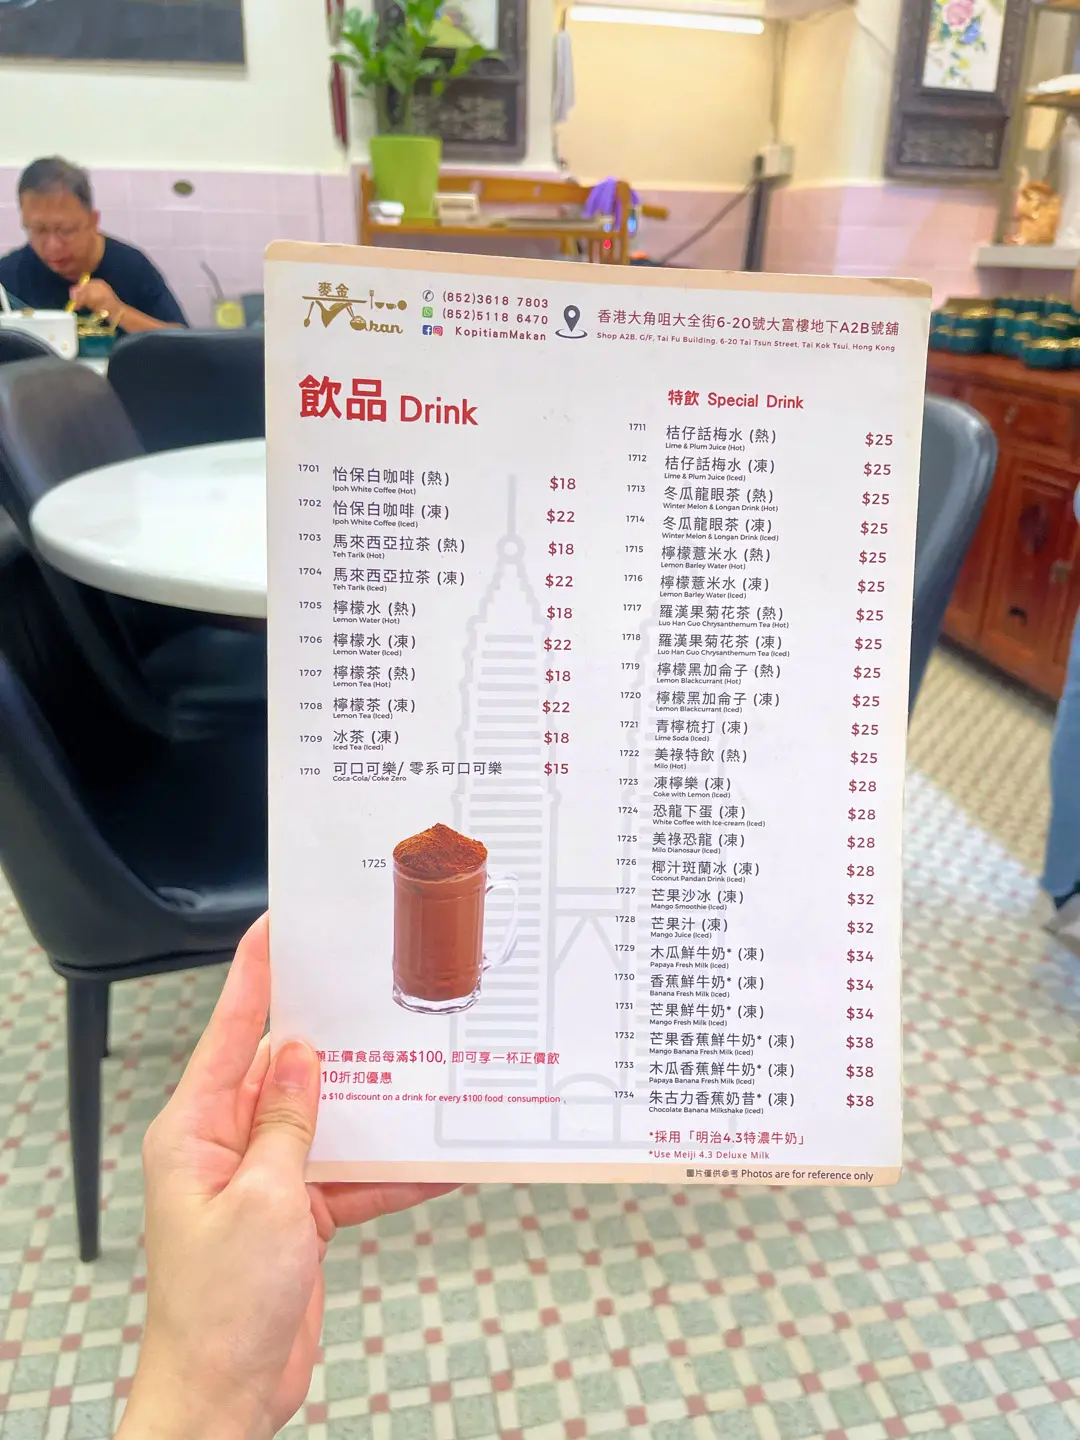 麥金
Makan
(852)3618 7803
(852)5118 6470
KopitiamMakan
香港大角咀大全街6-20號大富樓地下A2B號舖
Shop A2B, G/F, Tai Fu Building, 6-20 Tai Tsun Street, Tai Kok Tsui, Hong Kong
飲品 Drink
1701 怡保白咖啡 (熱) $18
Ipoh White Coffee (Hot)
1702 怡保白咖啡 (凍) $22
Ipoh White Coffee (Iced)
1703 馬來西亞拉茶 (熱) $18
Teh Tarik (Hot)
1704 馬來西亞拉茶 (凍) $22
Teh Tarik (Iced)
1705 檸檬水 (熱) $18
Lemon Water (Hot)
1706 檸檬水 (凍) $22
Lemon Water (Iced)
1707 檸檬茶 (熱) $18
Lemon Tea (Hot)
1708 檸檬茶 (凍) $22
Lemon Tea (Iced)
1709 冰茶 (凍) $18
Iced Tea (Iced)
1710 可口可樂/ 零系可口可樂 $15
Coca-Cola/ Coke Zero
1725
顧正價食品每滿$100, 即可享一杯正價飲
10折扣優惠
a $10 discount on a drink for every $100 food consumption
特飲 Special Drink
1711 桔仔話梅水 (熱) $25
Lime & Plum Juice (Hot)
1712 桔仔話梅水 (凍) $25
Lime & Plum Juice (Iced)
1713 冬瓜龍眼茶 (熱) $25
Winter Melon & Longan Drink (Hot)
1714 冬瓜龍眼茶 (凍) $25
Winter Melon & Longan Drink (Iced)
1715 檸檬薏米水 (熱) $25
Lemon Barley Water (Hot)
1716 檸檬薏米水 (凍) $25
Lemon Barley Water (Iced)
1717 羅漢果菊花茶 (熱) $25
Luo Han Guo Chrysanthemum Tea (Hot)
1718 羅漢果菊花茶 (凍) $25
Luo Han Guo Chrysanthemum Tea (Iced)
1719 檸檬黑加侖子 (熱) $25
Lemon Blackcurrant (Hot)
1720 檸檬黑加侖子 (凍) $25
Lemon Blackcurrant (Iced)
1721 青檸梳打 (凍) $25
Lime Soda (Iced)
1722 美祿特飲 (熱) $25
Milo (Hot)
1723 凍檸樂 (凍) $28
Coke with Lemon (Iced)
1724 恐龍下蛋 (凍) $28
White Coffee with Ice-cream (Iced)
1725 美祿恐龍 (凍) $28
Milo Dianosaur (Iced)
1726 椰汁斑蘭冰 (凍) $28
Coconut Pandan Drink (Iced)
1727 芒果沙冰 (凍) $32
Mango Smoothie (Iced)
1728 芒果汁 (凍) $32
Mango Juice (Iced)
1729 木瓜鮮牛奶* (凍) $34
Papaya Fresh Milk (Iced)
1730 香蕉鮮牛奶* (凍) $34
Banana Fresh Milk (Iced)
1731 芒果鮮牛奶* (凍) $34
Mango Fresh Milk (Iced)
1732 芒果香蕉鮮牛奶* (凍) $38
Mango Banana Fresh Milk (Iced)
1733 木瓜香蕉鮮牛奶* (凍) $38
Papaya Banana Fresh Milk (Iced)
1734 朱古力香蕉奶昔* (凍) $38
Chocolate Banana Milkshake (Iced)
*採用「明治4.3特濃牛奶」
*Use Meiji 4.3 Deluxe Milk
圖片僅供參考 Photos are for reference only